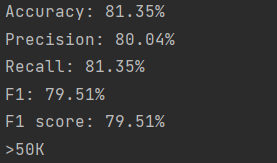 Accuracy: 81.35%
Precision: 80.04%
Recall: 81.35%
F1: 79.51%
F1 score: 79.51%
>50K